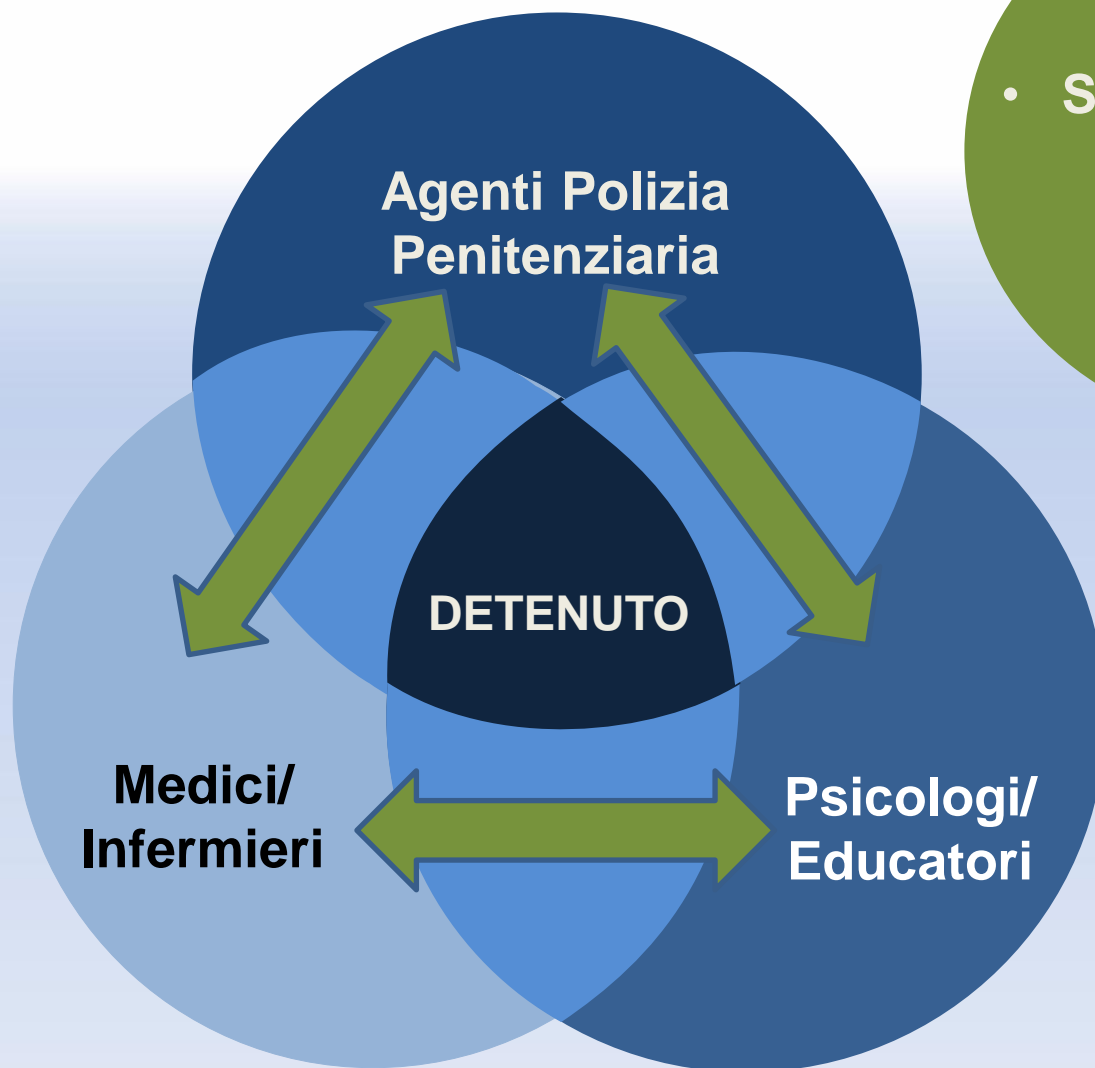 • S
Agenti Polizia
Penitenziaria
DETENUTO
Medici/
Infermieri
Psicologi/
Educatori